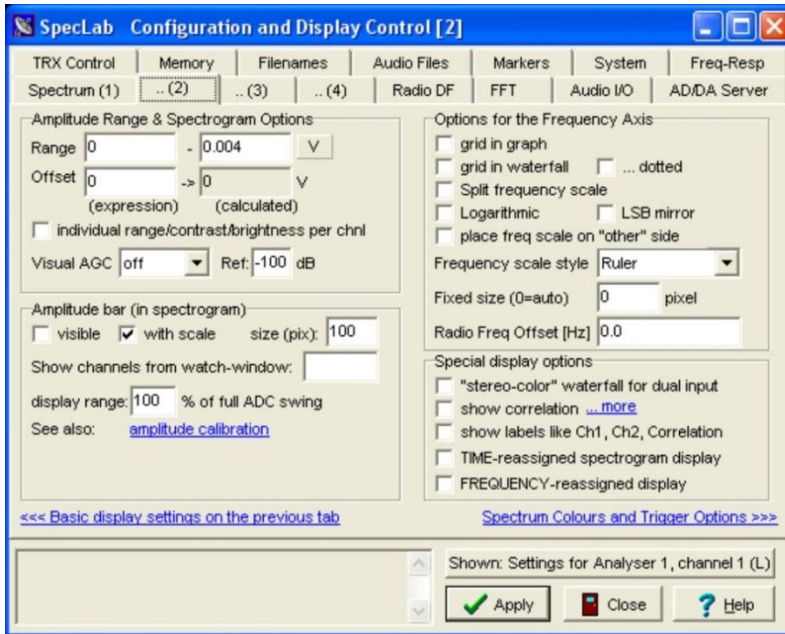 SpecLab   Configuration and Display Control [2]
TRX Control Memory Filenames Audio Files Markers System Freq-Resp
Spectrum (1) .. (2) .. (3) .. (4) Radio DF FFT Audio I/O AD/DA Server
Amplitude Range & Spectrogram Options
Range 0 - 0.004 V
Offset 0 -> 0 V
(expression) (calculated)
individual range/contrast/brightness per chnl
Visual AGC off Ref: -100 dB
Amplitude bar (in spectrogram)
visible with scale size (pix): 100
Show channels from watch-window:
display range: 100 % of full ADC swing
See also: amplitude calibration
<<< Basic display settings on the previous tab
Options for the Frequency Axis
grid in graph
grid in waterfall ... dotted
Split frequency scale
Logarithmic LSB mirror
place freq scale on "other" side
Frequency scale style Ruler
Fixed size (0=auto) 0 pixel
Radio Freq Offset [Hz] 0.0
Special display options
"stereo-color" waterfall for dual input
show correlation ... more
show labels like Ch1, Ch2, Correlation
TIME-reassigned spectrogram display
FREQUENCY-reassigned display
Spectrum Colours and Trigger Options >>>
Shown: Settings for Analyser 1, channel 1 (L)
Apply Close Help